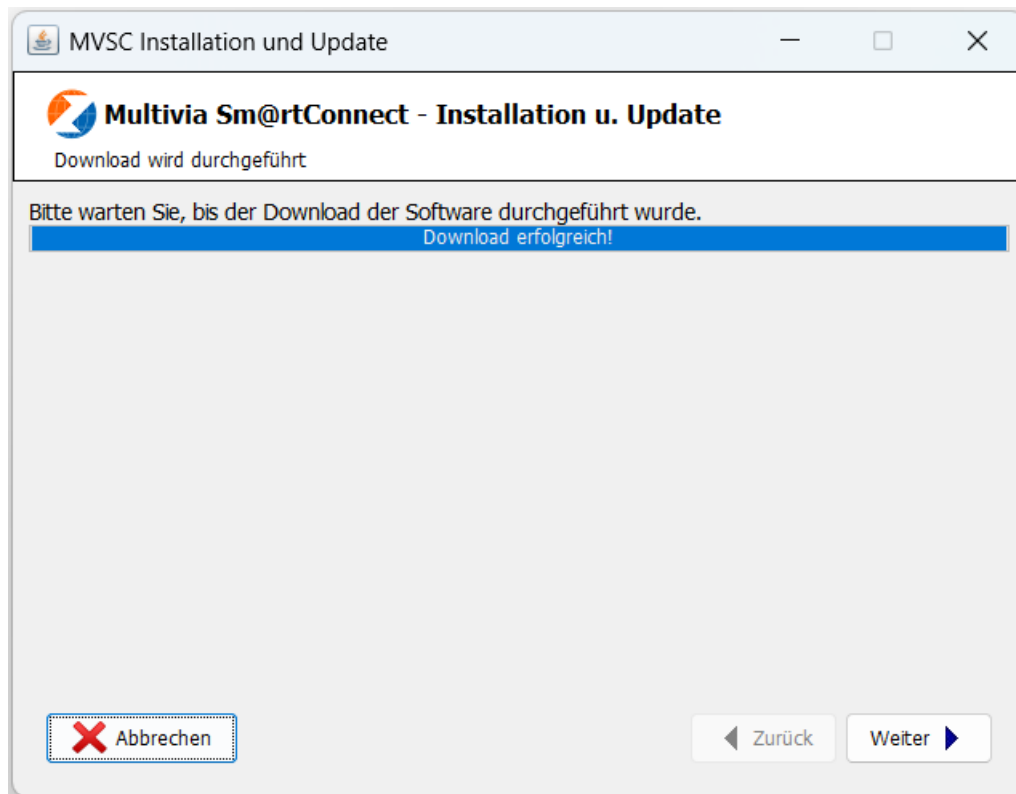 MVSC Installation und Update
Multivia Sm@rtConnect - Installation u. Update
Download wird durchgeführt
Bitte warten Sie, bis der Download der Software durchgeführt wurde.
Download erfolgreich!
Abbrechen
Zurück
Weiter